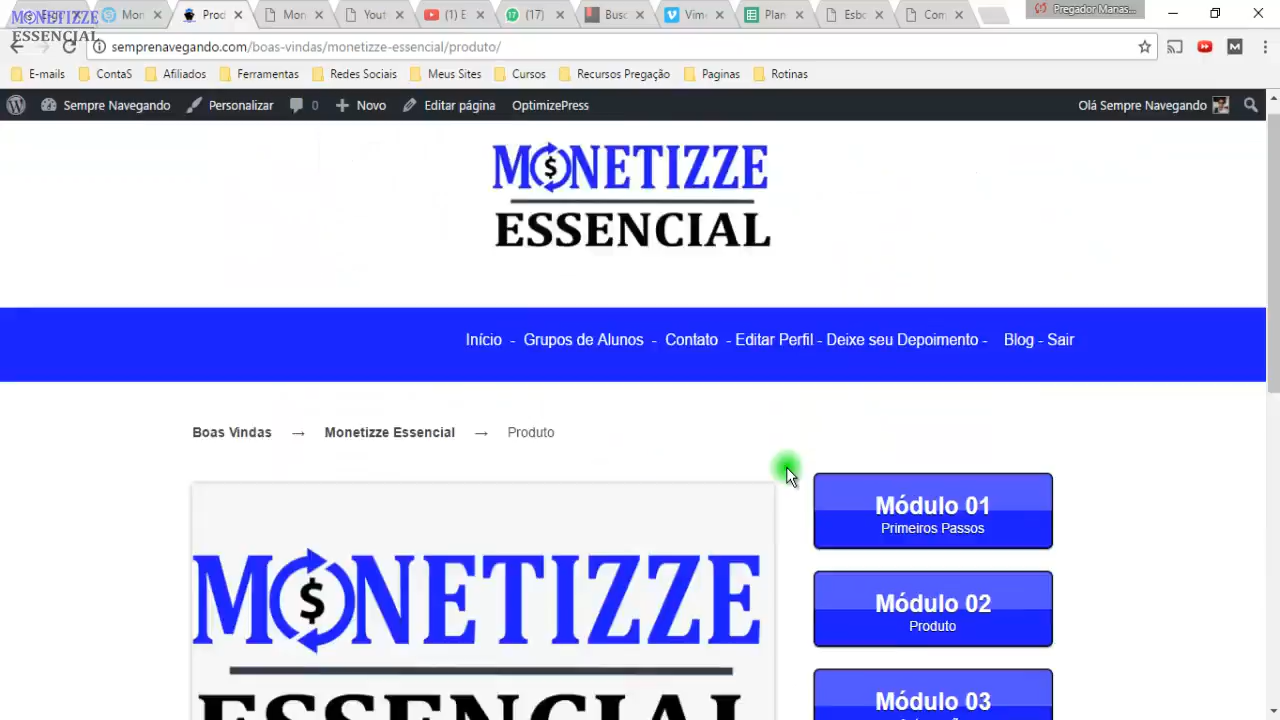 Mon
Prod
Mon
Yout
(1) E
(17)
Busc
Vim
Plan
Esbo
Con
Pregador Manas...
MONETIZZE
ESSENCIAL
semprenavegando.com/boas-vindas/monetizze-essencial/produto/
E-mails
ContaS
Afiliados
Ferramentas
Redes Sociais
Meus Sites
Cursos
Recursos Pregação
Paginas
Rotinas
Sempre Navegando
Personalizar
0
Novo
Editar página
OptimizePress
Olá Sempre Navegando
MONETIZZE
ESSENCIAL
Início - Grupos de Alunos - Contato - Editar Perfil - Deixe seu Depoimento - Blog - Sair
Boas Vindas → Monetizze Essencial → Produto
Módulo 01
Primeiros Passos
Módulo 02
Produto
MONETIZZE
ESSENCIAL
Módulo 03